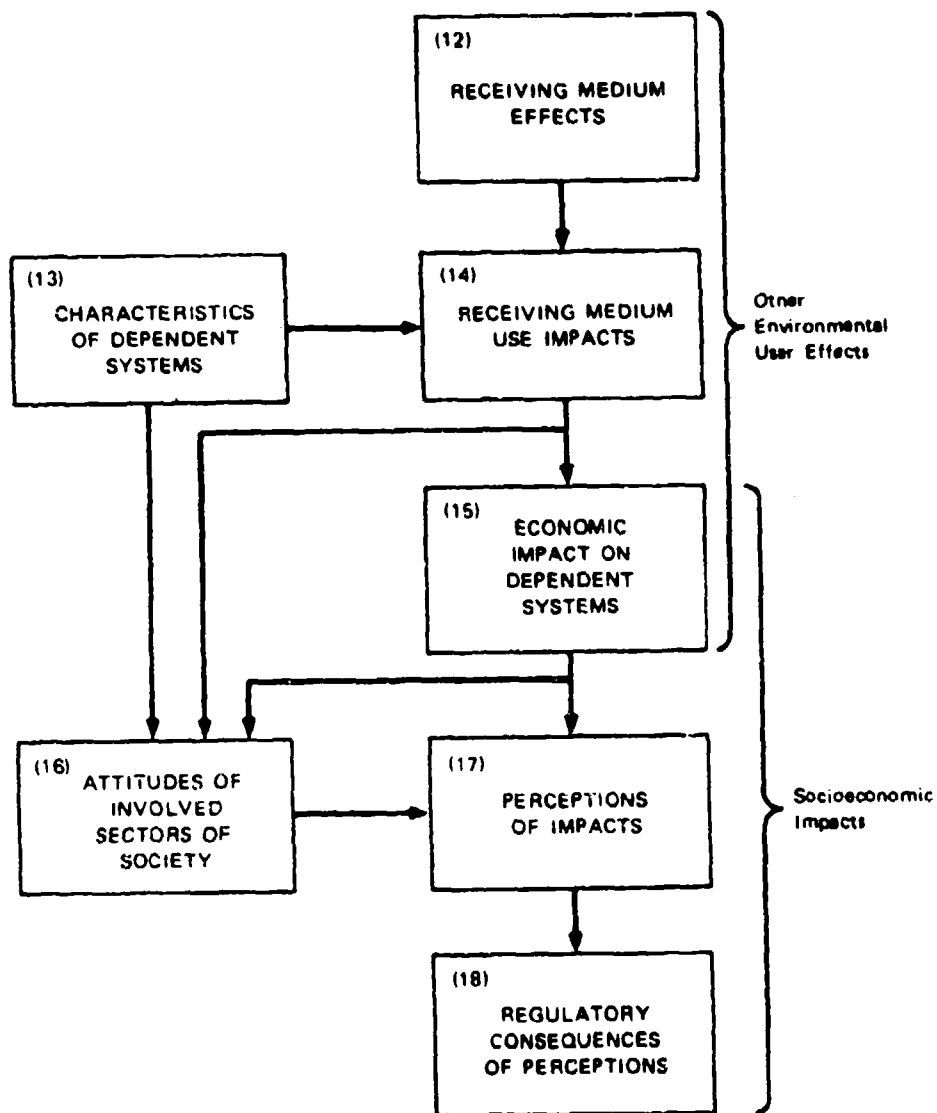 (12)
RECEIVING MEDIUM
EFFECTS
(13)
CHARACTERISTICS
OF DEPENDENT
SYSTEMS
(14)
RECEIVING MEDIUM
USE IMPACTS
Other
Environmental
User Effects
(15)
ECONOMIC
IMPACT ON
DEPENDENT
SYSTEMS
(16)
ATTITUDES OF
INVOLVED
SECTORS OF
SOCIETY
(17)
PERCEPTIONS
OF IMPACTS
Socioeconomic
Impacts
(18)
REGULATORY
CONSEQUENCES
OF PERCEPTIONS